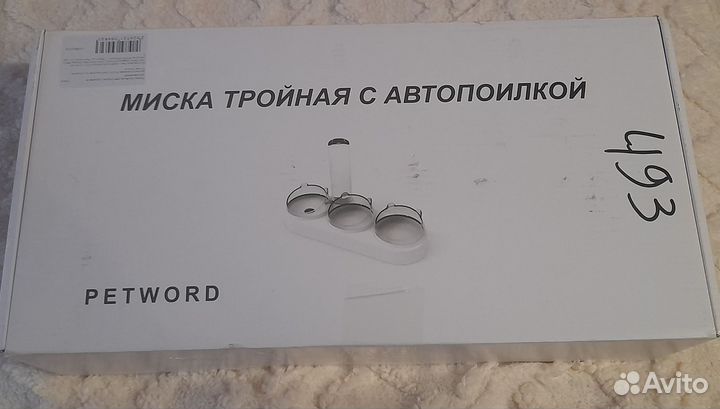 МИСКА ТРОЙНАЯ С АВТОПОИЛКОЙ
493
PETWORD
Avito